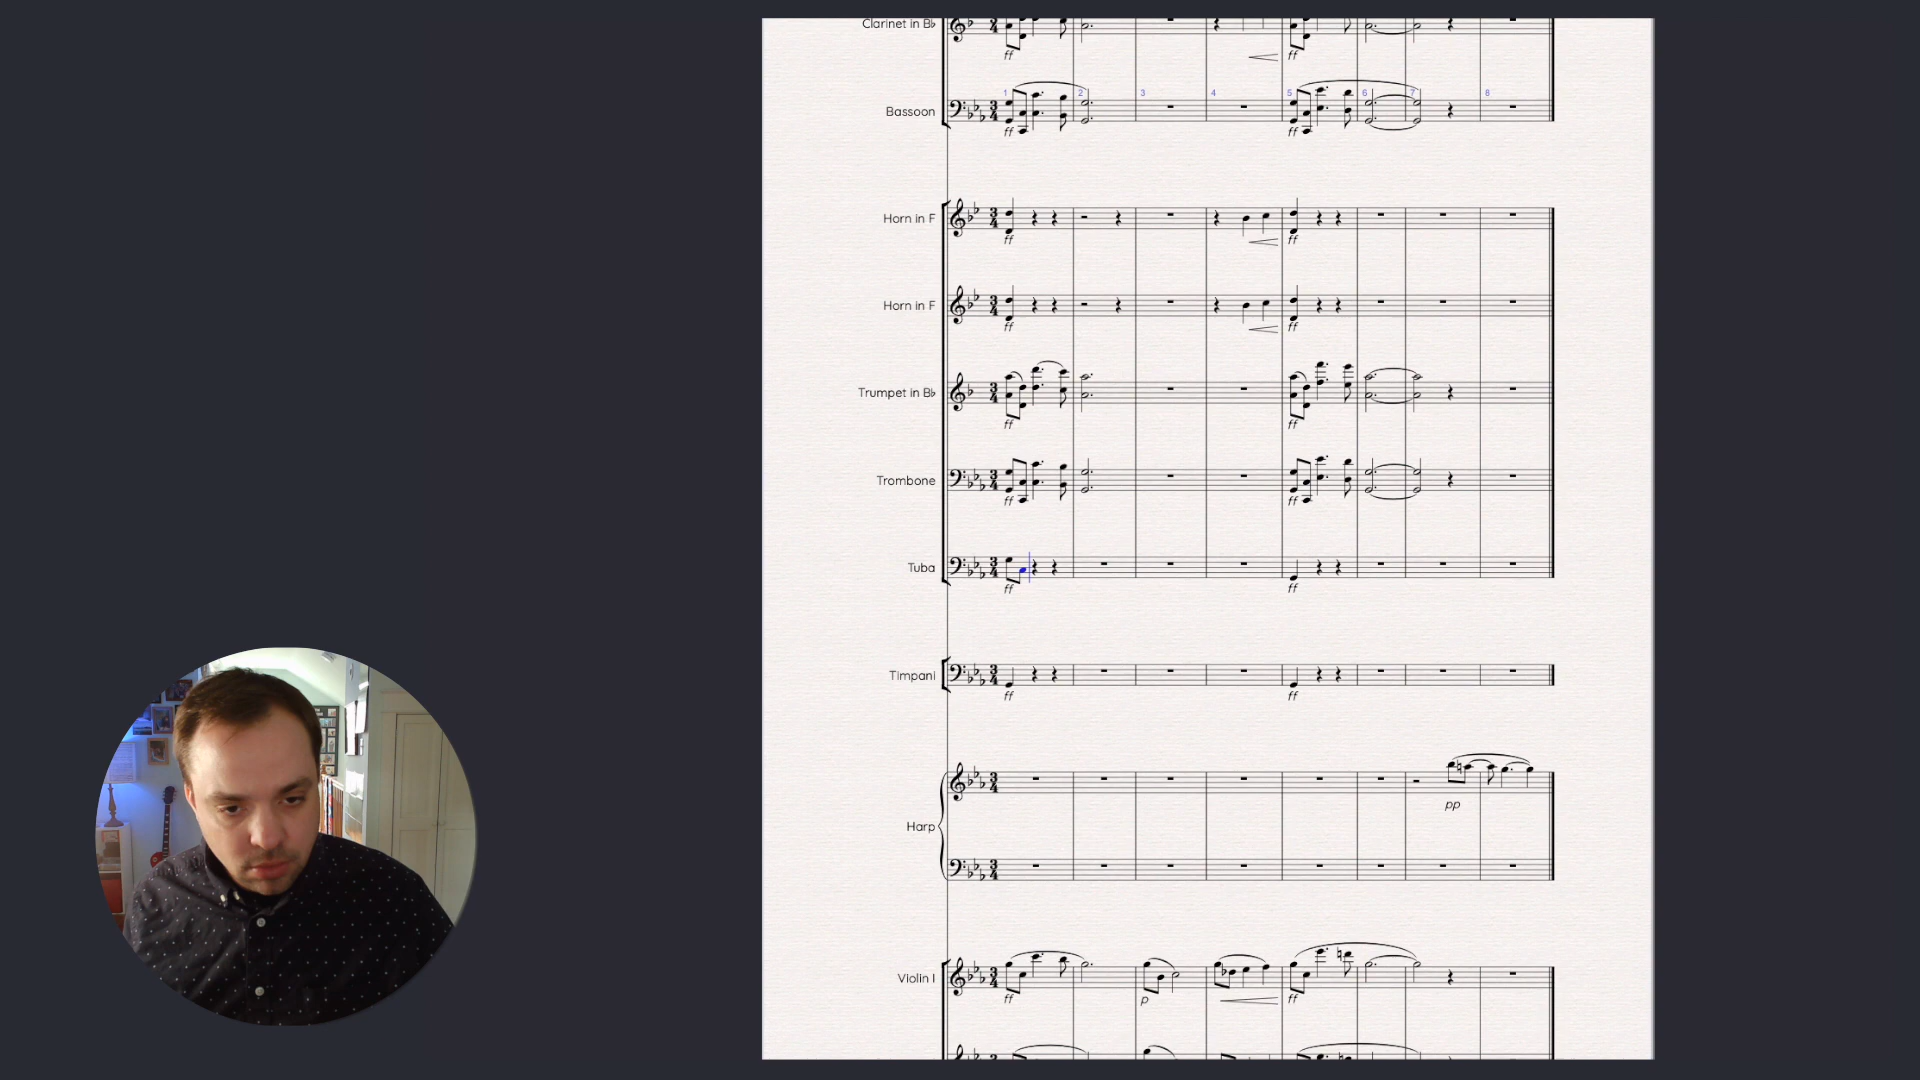 Clarinet in B♭
ff ff
1 2 3 4 5 6 7 8
Bassoon
ff ff
Horn in F
ff ff
Horn in F
ff ff
Trumpet in B♭
ff ff
Trombone
ff ff
Tuba
ff ff
Timpani
ff ff
pp
Harp
Violin I
ff p ff